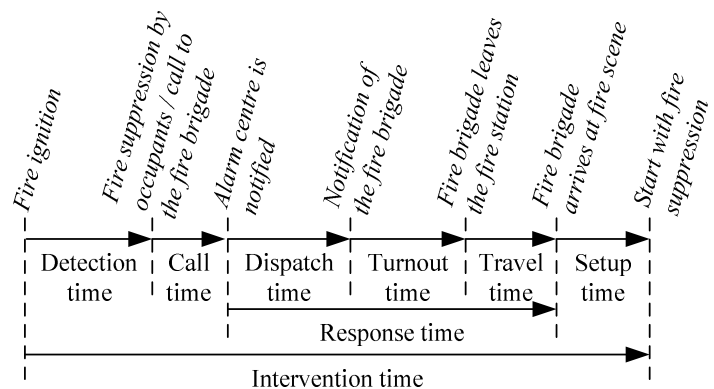 Fire ignition
Fire suppression by
occupants / call to
the fire brigade
Alarm centre is
notified
Notification of
the fire brigade
Fire brigade leaves
the fire station
Fire brigade
arrives at fire scene
Start with fire
suppression
Detection
time
Call
time
Dispatch
time
Turnout
time
Travel
time
Setup
time
Response time
Intervention time